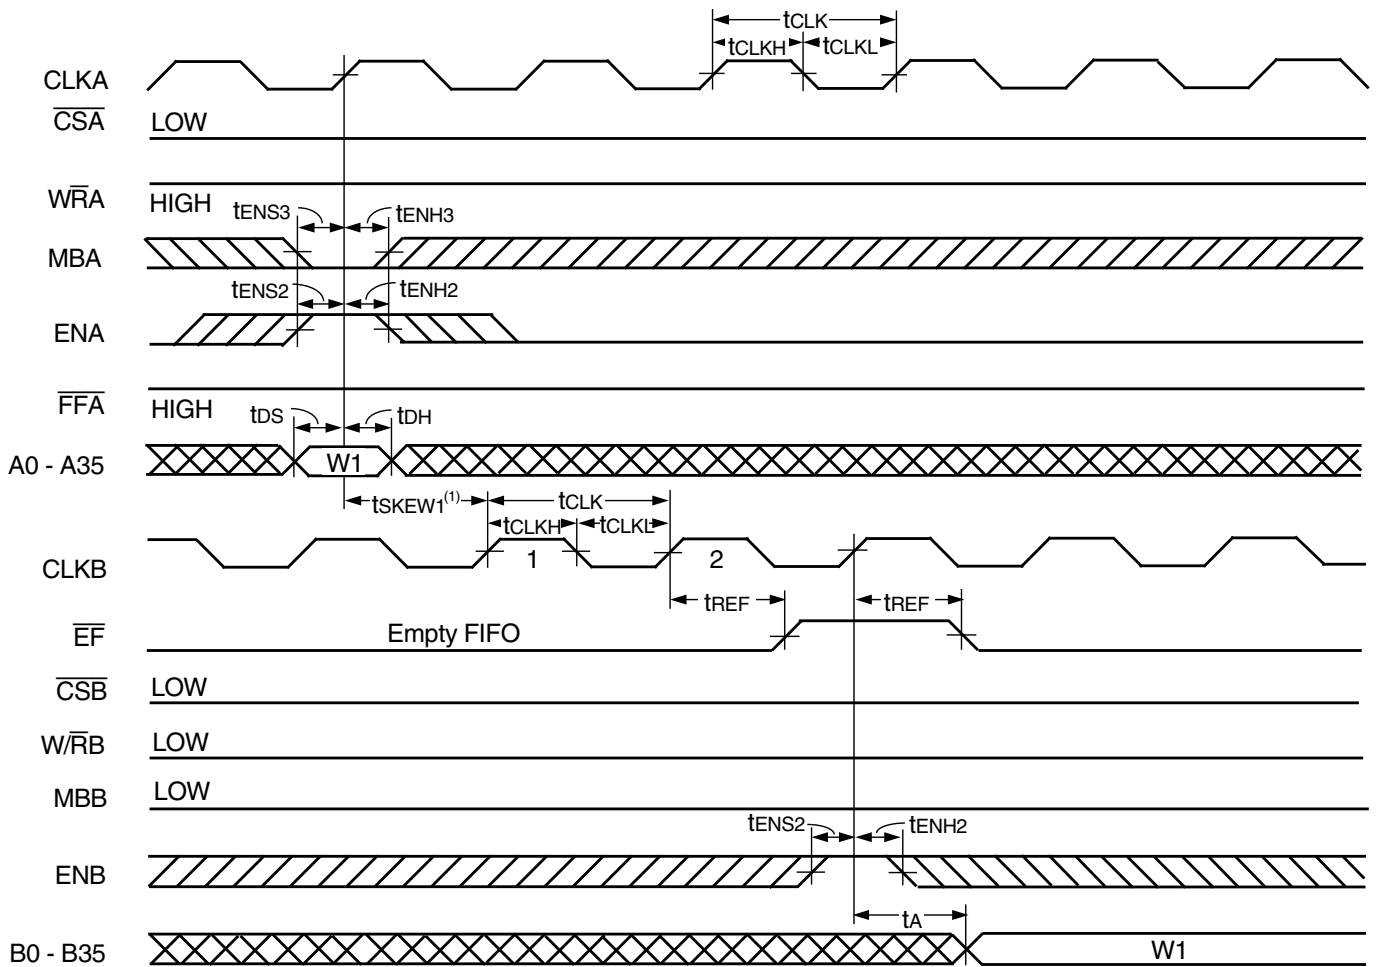 tCLK
tCLKH tCLKL
CLKA
CSA LOW
WRA HIGH
tENS3 tENH3
MBA
tENS2 tENH2
ENA
FFA HIGH
tDS tDH
A0 - A35 W1
tSKEW1(1) tCLK
tCLKH tCLKL
CLKB 1 2
tREF tREF
EF Empty FIFO
CSB LOW
W/RB LOW
MBB LOW
tENS2 tENH2
ENB
tA
B0 - B35 W1